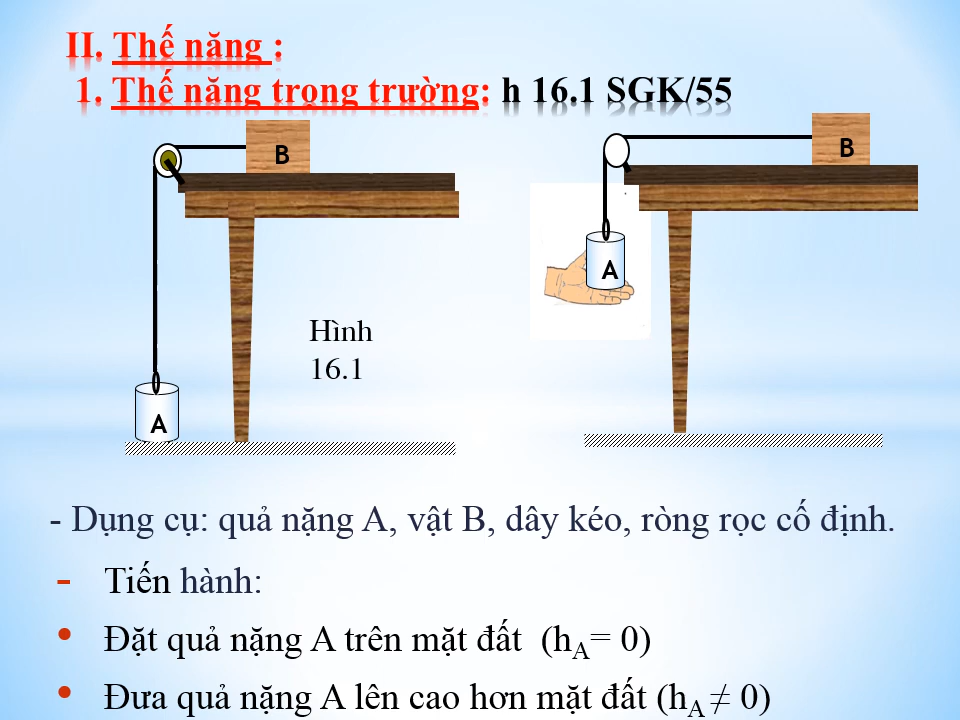 II. Thế năng :
1. Thế năng trọng trường: h 16.1 SGK/55
B
B
A
Hình
16.1
A
- Dụng cụ: quả nặng A, vật B, dây kéo, ròng rọc cố định.
- Tiến hành:
• Đặt quả nặng A trên mặt đất (hA= 0)
• Đưa quả nặng A lên cao hơn mặt đất (hA ≠ 0)